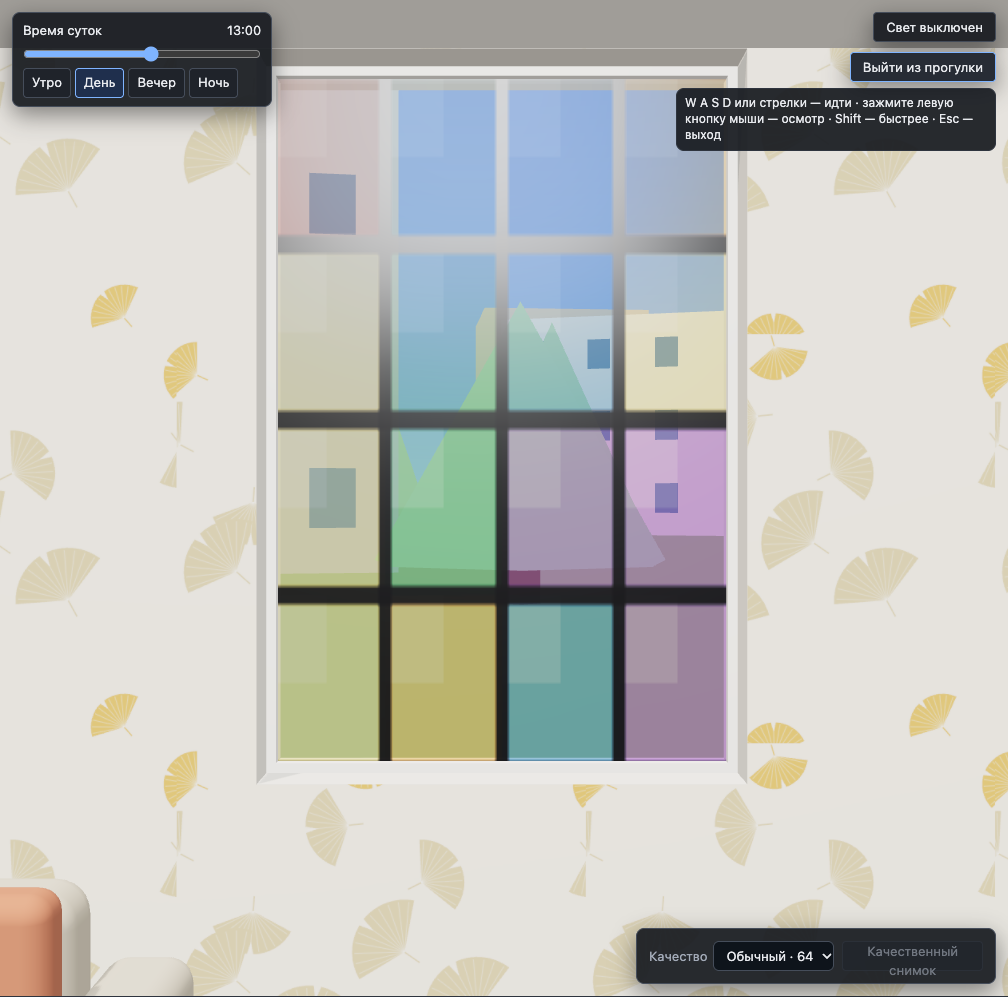 Время суток 13:00
Утро День Вечер Ночь
Свет выключен
Выйти из прогулки
W A S D или стрелки — идти · зажмите левую
кнопку мыши — осмотр · Shift — быстрее · Esc —
выход
Качество Обычный · 64 Качественный
снимок